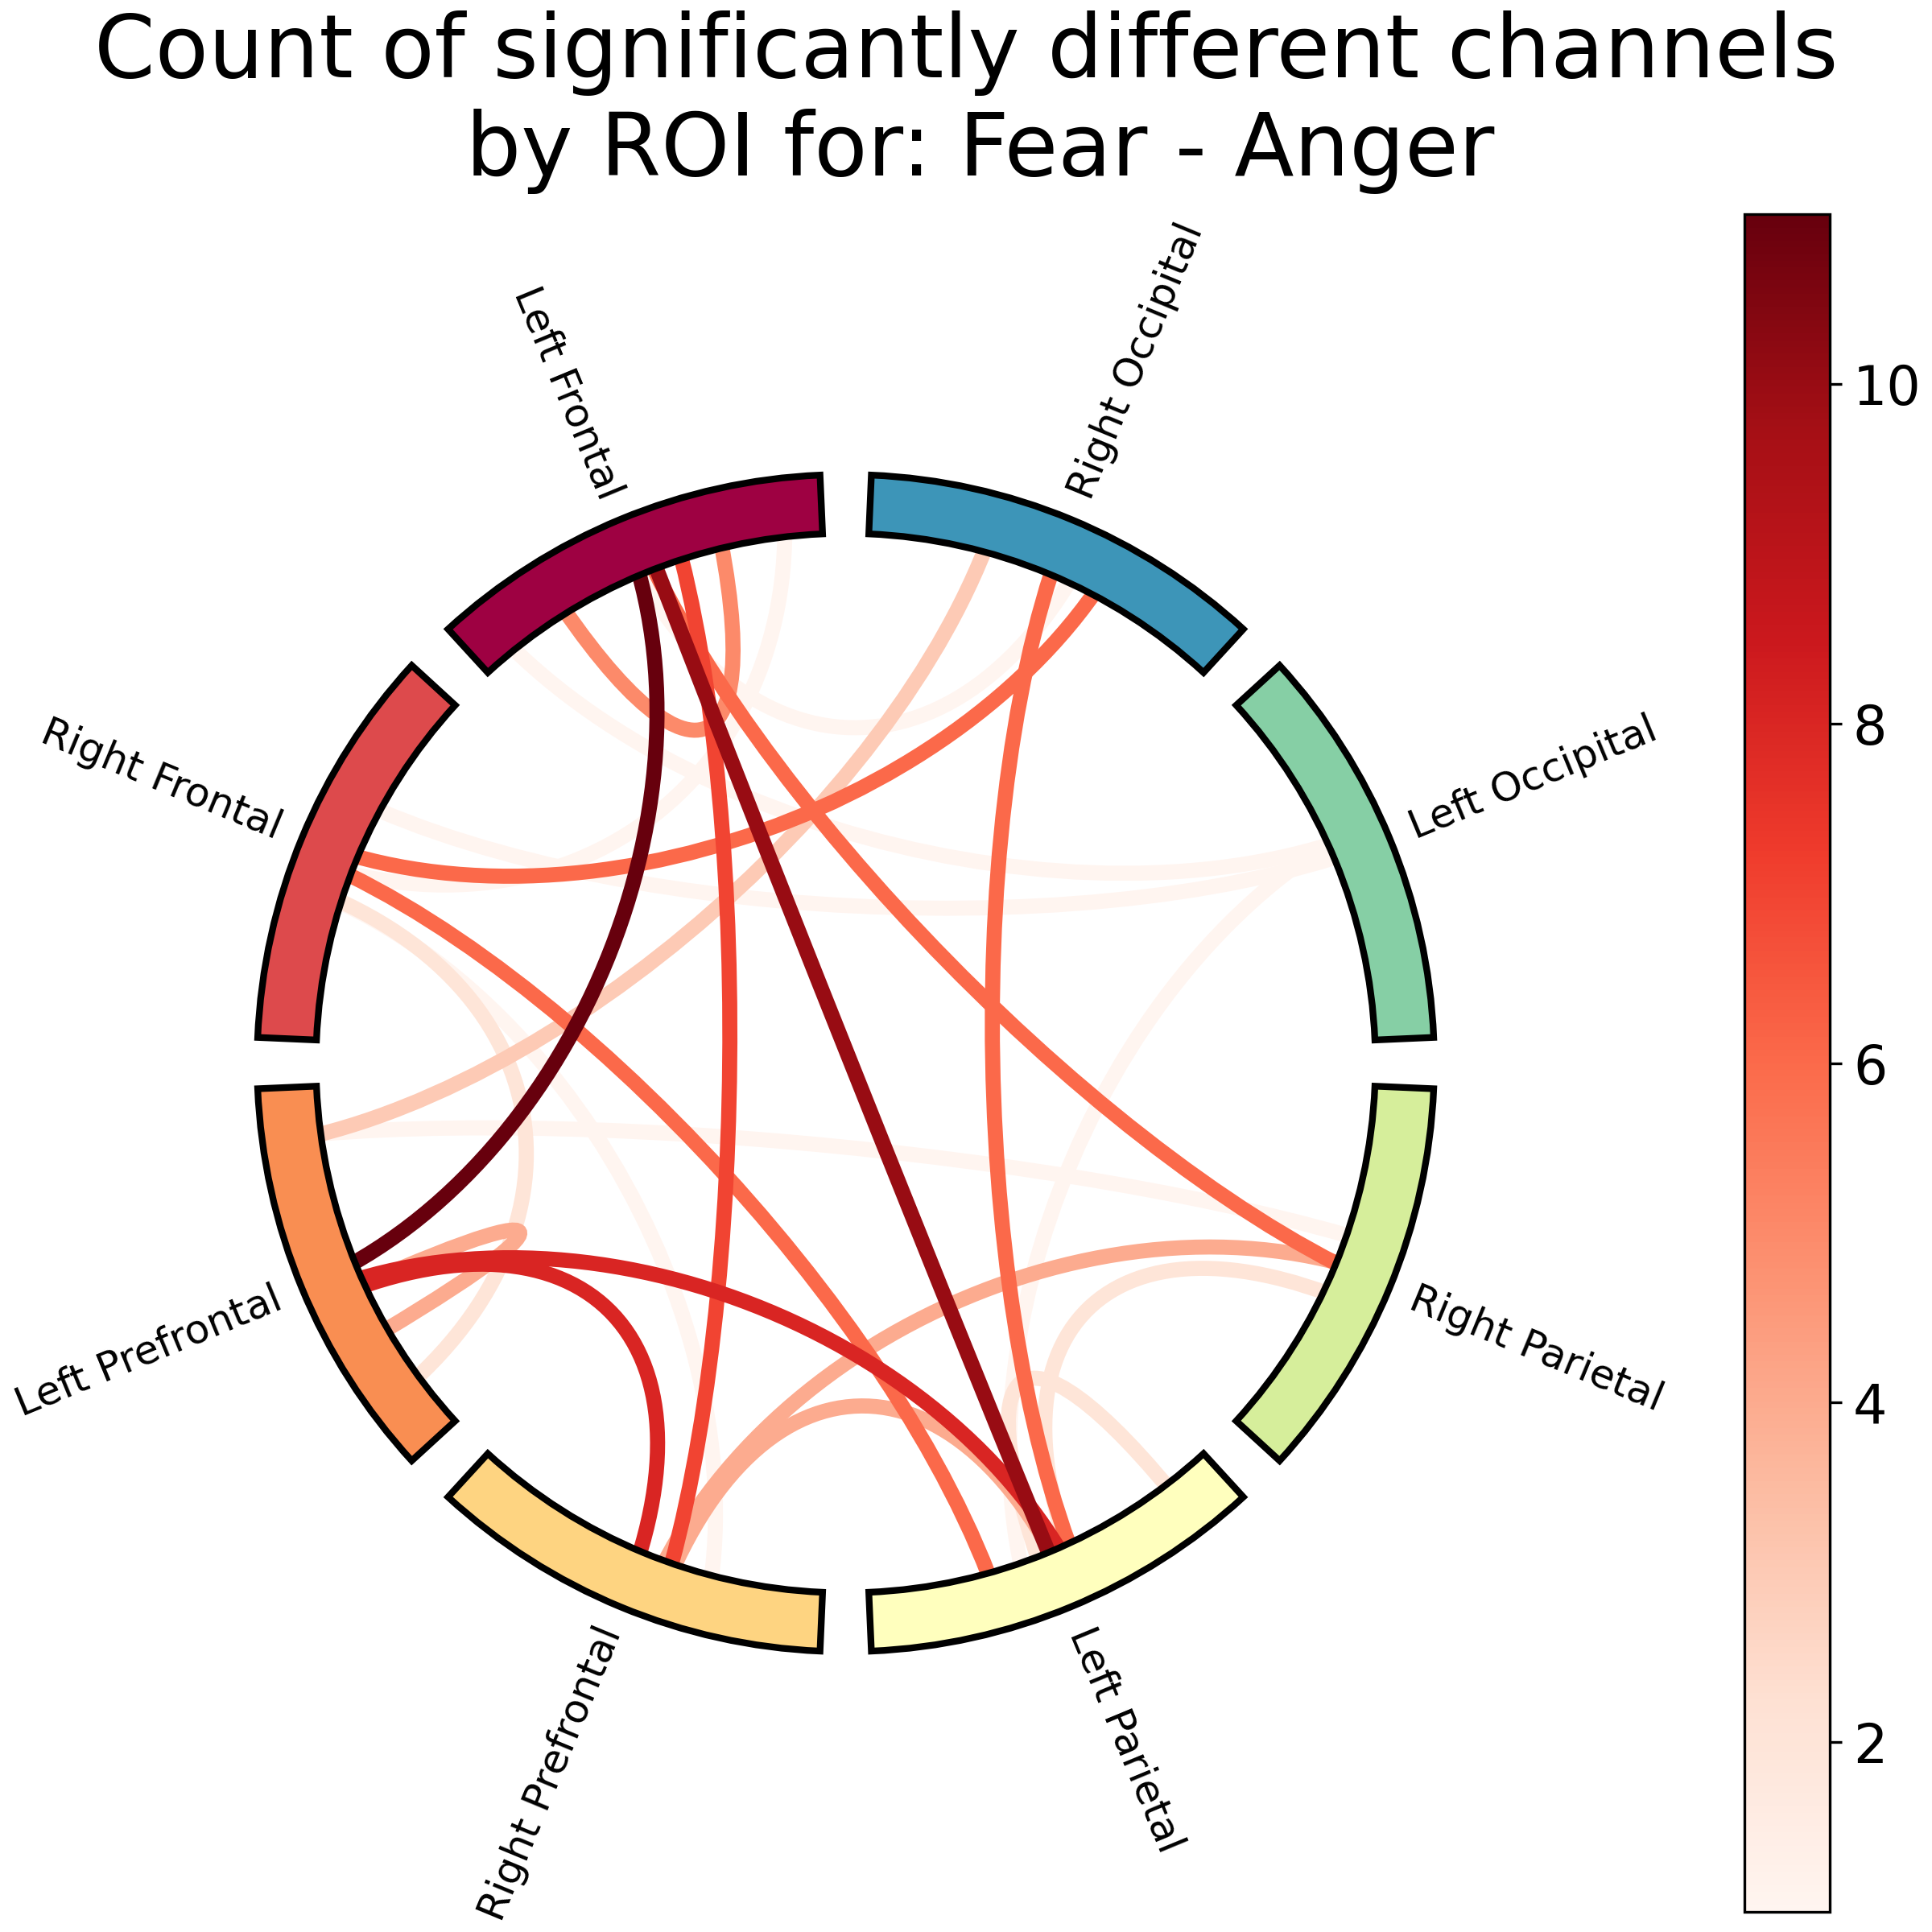 Count of significantly different channels
by ROI for: Fear - Anger
Left Frontal
Right Occipital
Right Frontal
Left Occipital
Left Prefrontal
Right Parietal
Right Prefrontal
Left Parietal
10
8
6
4
2